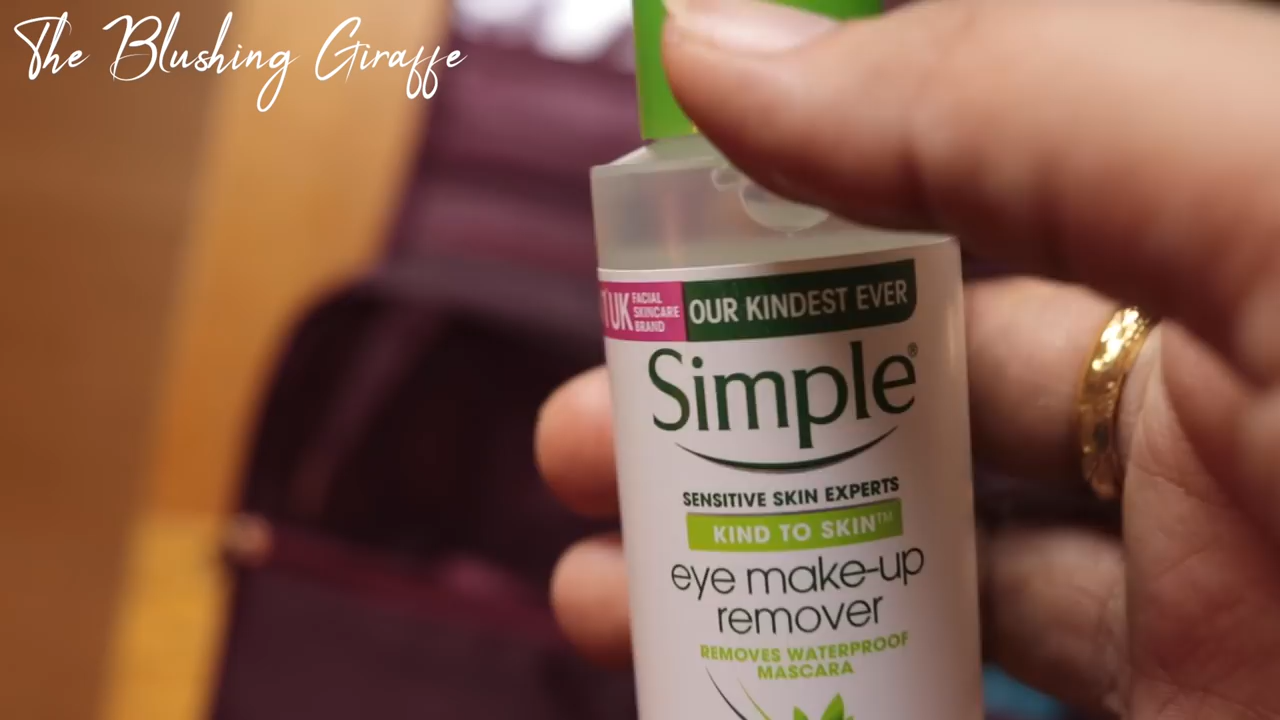 The Blushing Giraffe
UK FACIAL
SKINCARE
BRAND
OUR KINDEST EVER
Simple®
SENSITIVE SKIN EXPERTS
KIND TO SKIN™
eye make-up
remover
REMOVES WATERPROOF
MASCARA